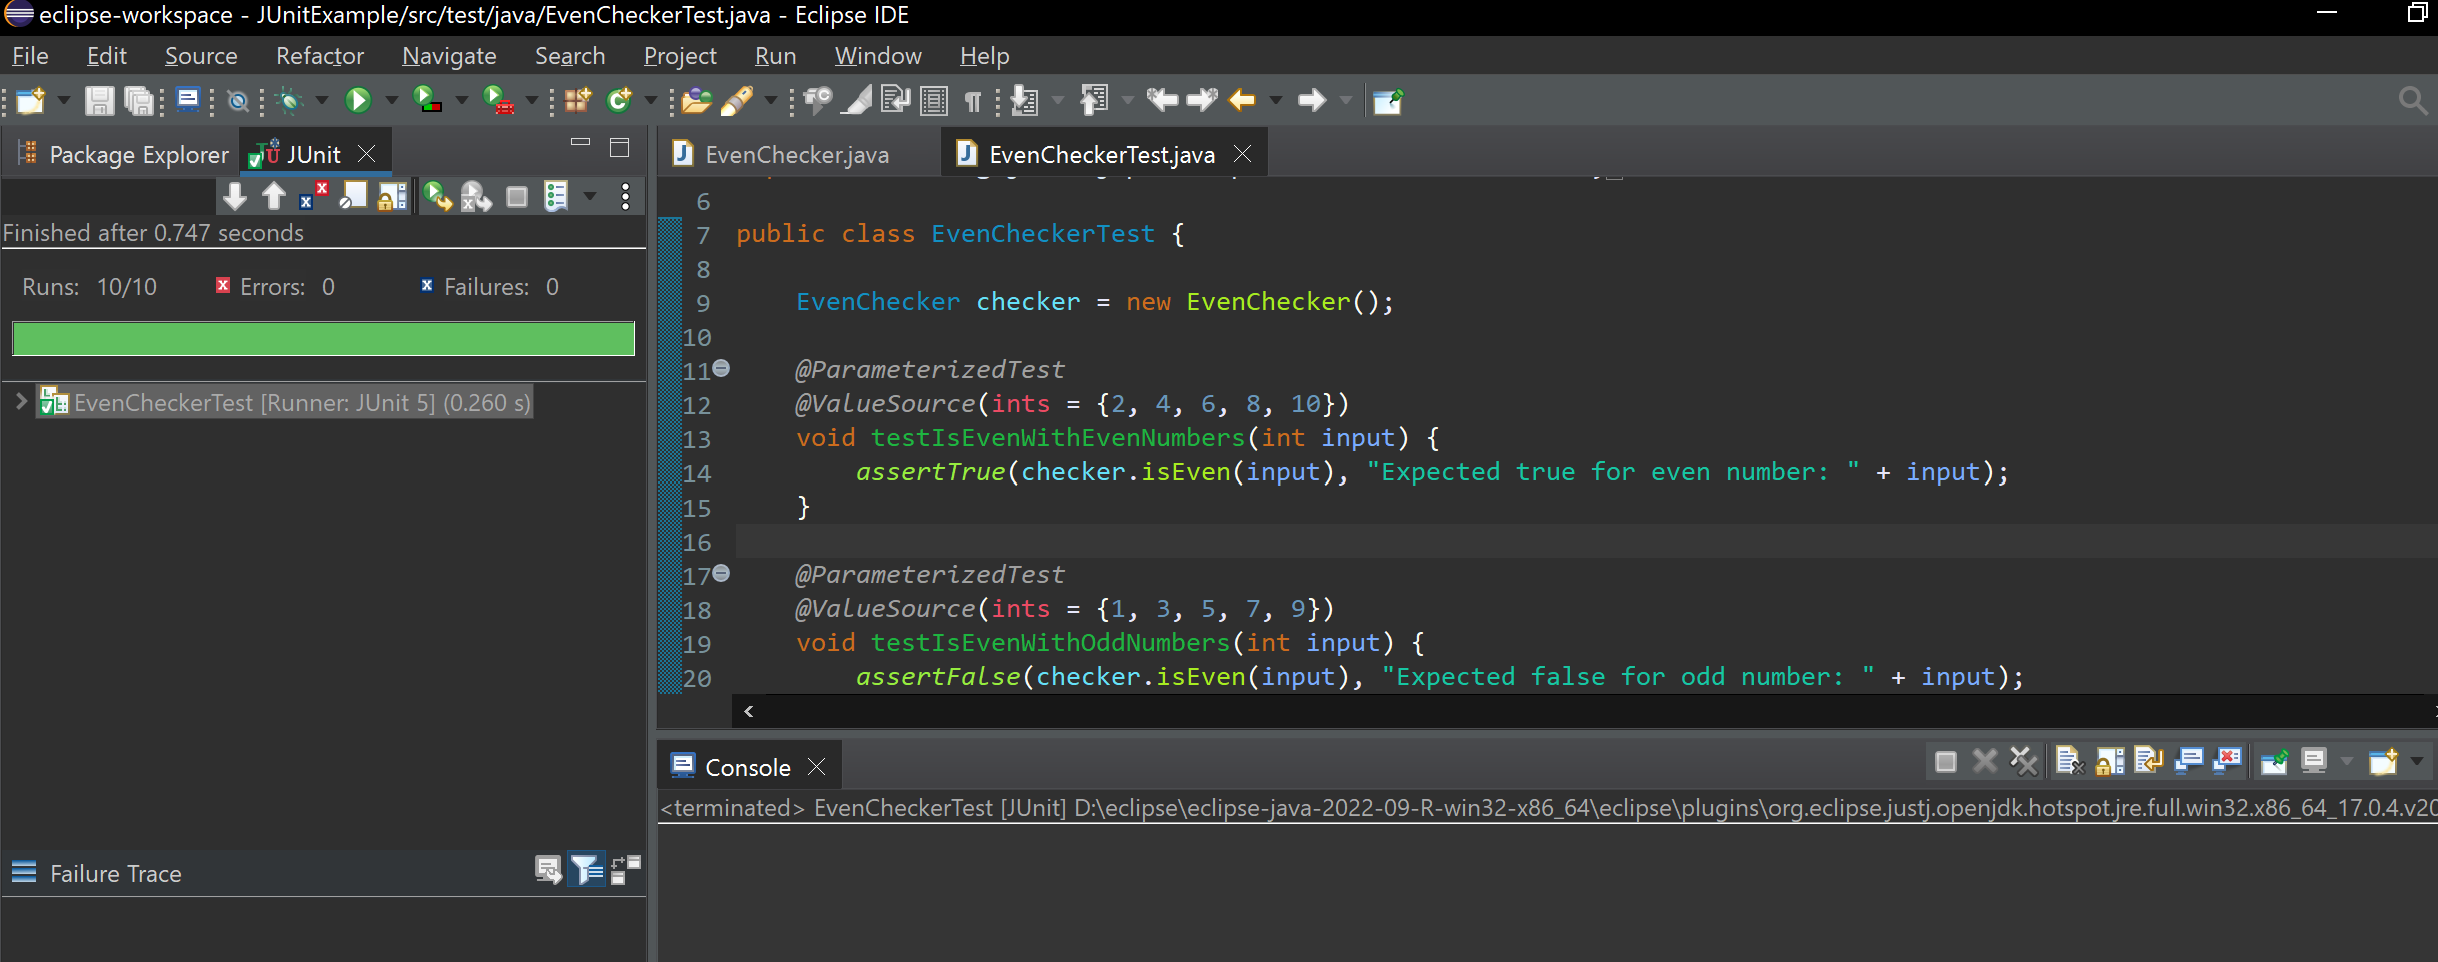 eclipse-workspace - JUnitExample/src/test/java/EvenCheckerTest.java - Eclipse IDE
File Edit Source Refactor Navigate Search Project Run Window Help
Package Explorer JUnit
Finished after 0.747 seconds
Runs: 10/10 Errors: 0 Failures: 0
EvenCheckerTest [Runner: JUnit 5] (0.260 s)
Failure Trace
EvenChecker.java EvenCheckerTest.java
6
7 public class EvenCheckerTest {
8
9 EvenChecker checker = new EvenChecker();
10
11 @ParameterizedTest
12 @ValueSource(ints = {2, 4, 6, 8, 10})
13 void testIsEvenWithEvenNumbers(int input) {
14 assertTrue(checker.isEven(input), "Expected true for even number: " + input);
15 }
16
17 @ParameterizedTest
18 @ValueSource(ints = {1, 3, 5, 7, 9})
19 void testIsEvenWithOddNumbers(int input) {
20 assertFalse(checker.isEven(input), "Expected false for odd number: " + input);
Console
<terminated> EvenCheckerTest [JUnit] D:\eclipse\eclipse-java-2022-09-R-win32-x86_64\eclipse\plugins\org.eclipse.justj.openjdk.hotspot.jre.full.win32.x86_64_17.0.4.v20